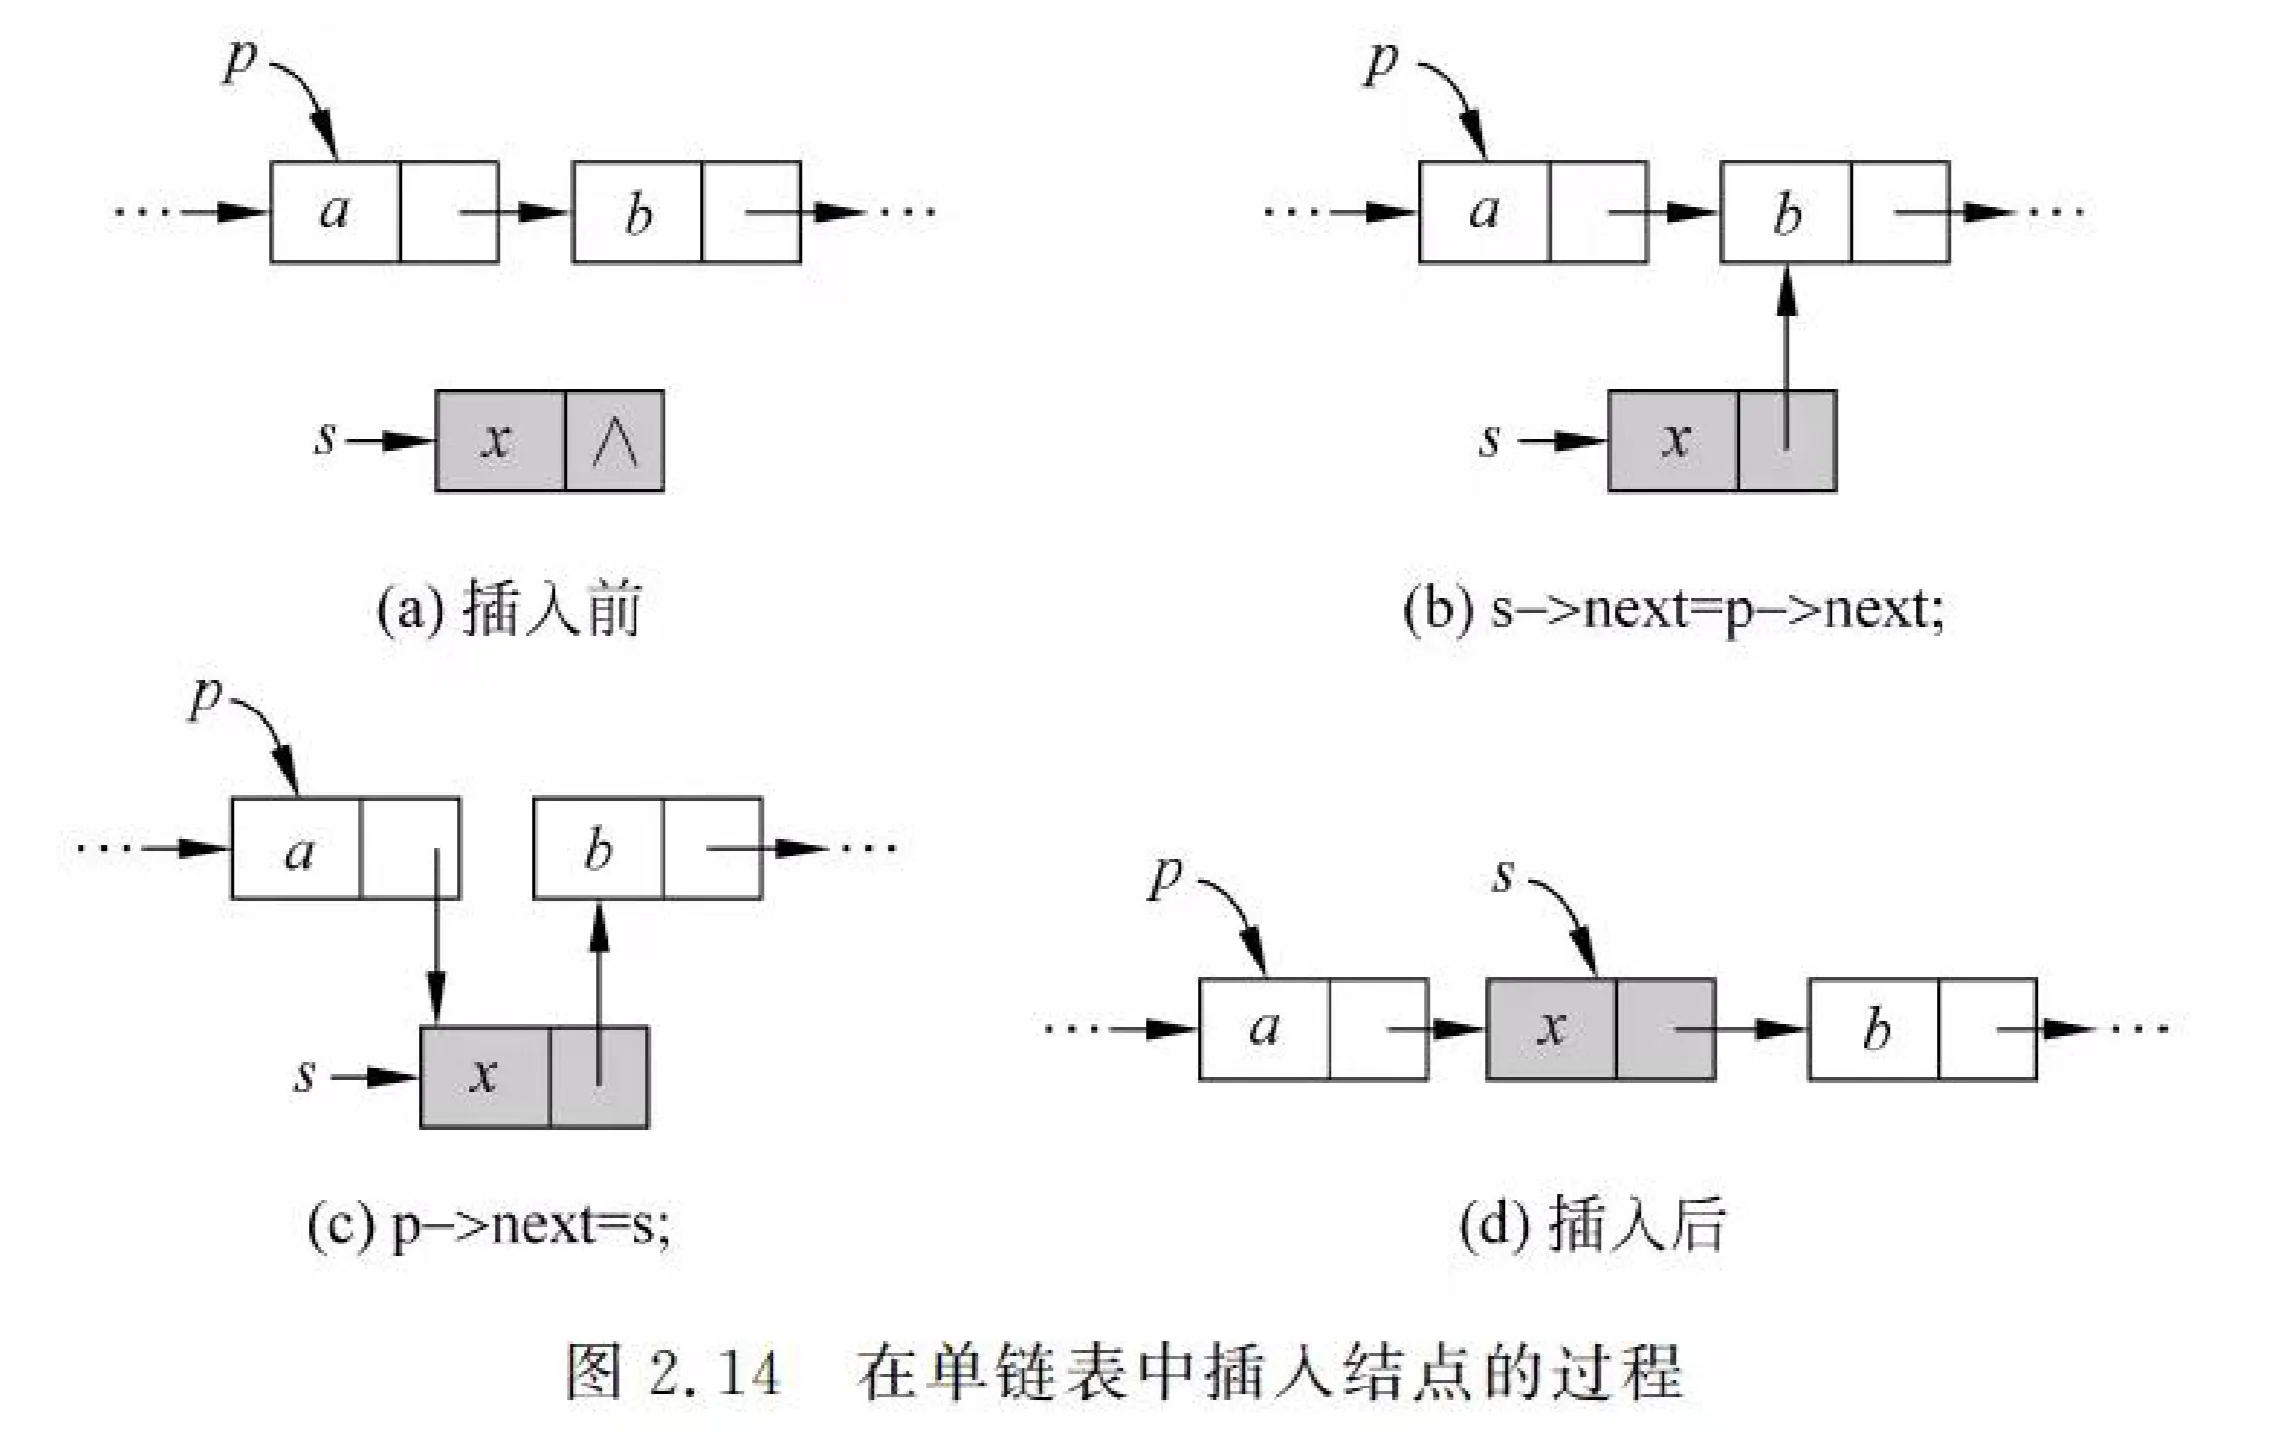 p
··· a b ···
s x ∧
(a) 插入前
p
··· a b ···
s x
(b) s–>next=p–>next;
p
··· a b ···
s x
(c) p–>next=s;
p s
··· a x b ···
(d) 插入后
图 2.14 在单链表中插入结点的过程